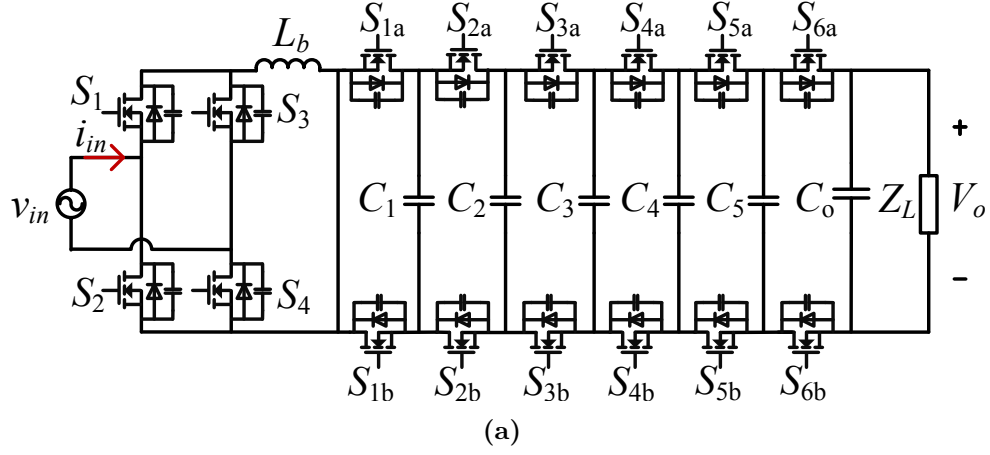 S1a S2a S3a S4a S5a S6a
Lb
S1 S3
iin
+
vin C1 C2 C3 C4 C5 Co ZL Vo
−
S2 S4
S1b S2b S3b S4b S5b S6b
(a)